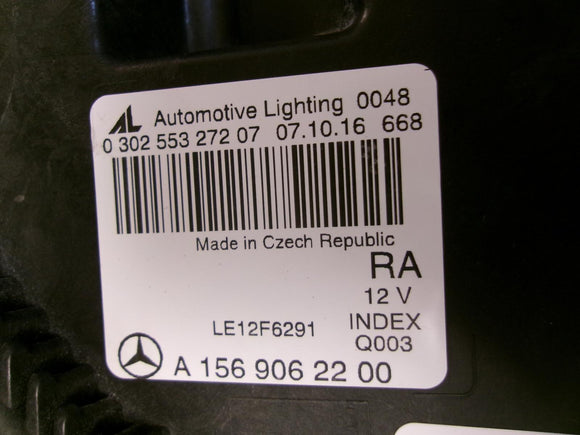 AL Automotive Lighting 0048
0 302 553 272 07 07.10.16 668
Made in Czech Republic
RA
12 V
LE12F6291 INDEX
Q003
A 156 906 22 00